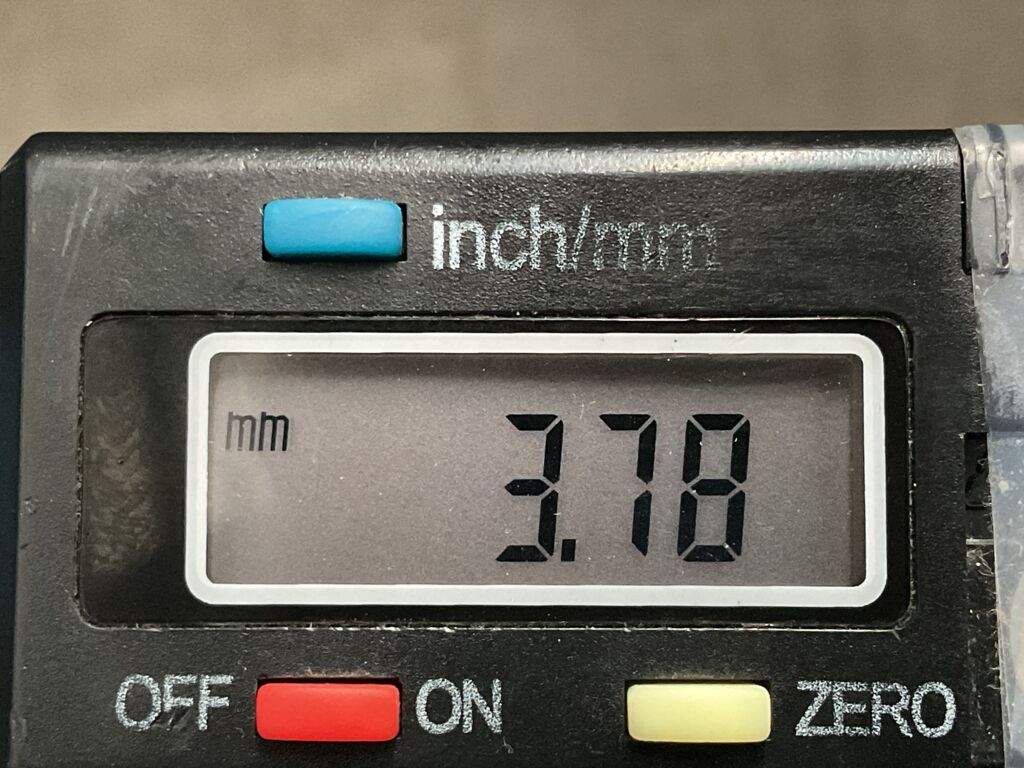 inch/mm
mm 3.78
OFF ON ZERO